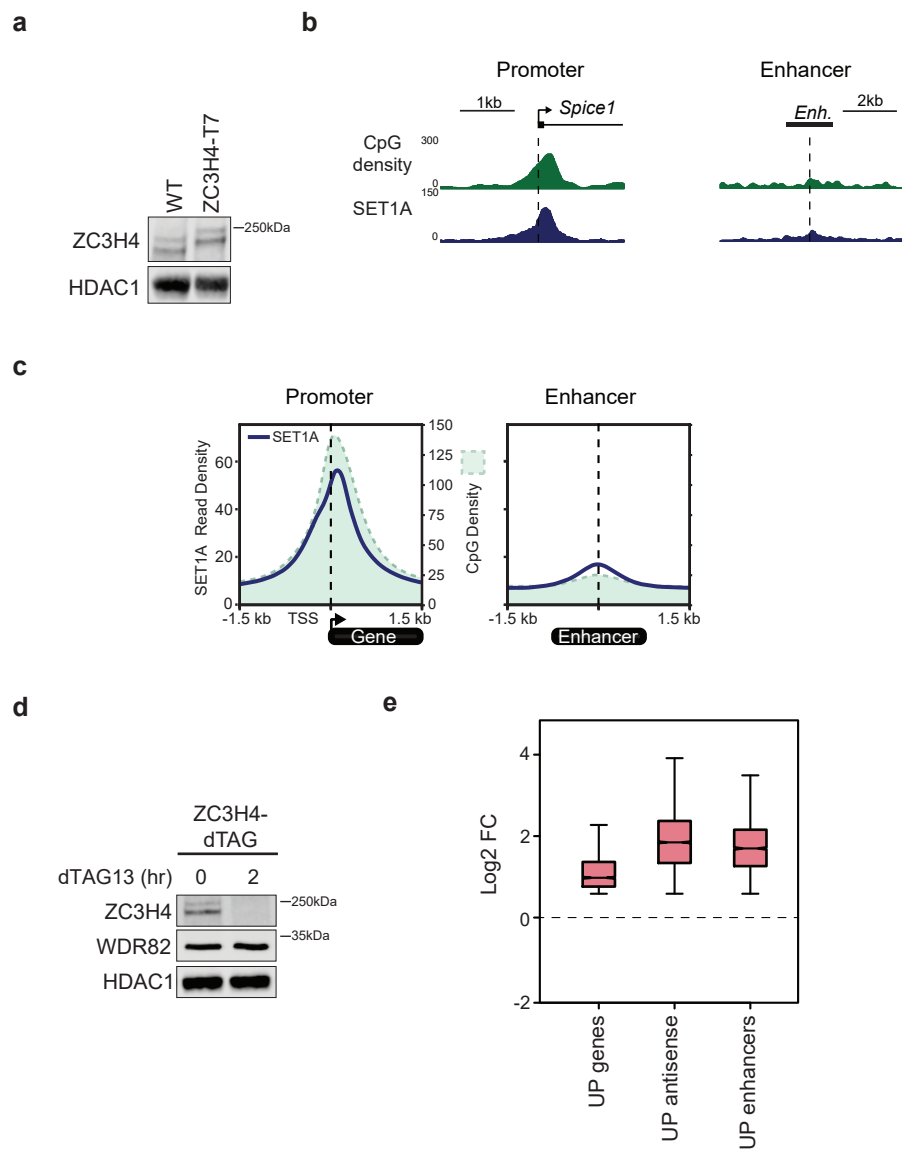 a
WT
ZC3H4-T7
250kDa
ZC3H4
HDAC1
b
Promoter
Enhancer
1kb
Spice1
Enh.
2kb
CpG
density
300
0
SET1A
150
0
c
Promoter
Enhancer
SET1A
SET1A Read Density
60
40
20
0
150
125
100
75
50
25
0
CpG Density
-1.5 kb TSS 1.5 kb
Gene
-1.5 kb 1.5 kb
Enhancer
d
ZC3H4-
dTAG
dTAG13 (hr) 0 2
ZC3H4
250kDa
WDR82
35kDa
HDAC1
e
Log2 FC
4
2
0
-2
UP genes
UP antisense
UP enhancers